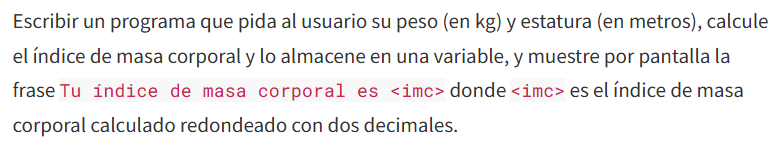 Escribir un programa que pida al usuario su peso (en kg) y estatura (en metros), calcule
el índice de masa corporal y lo almacene en una variable, y muestre por pantalla la
frase Tu índice de masa corporal es <imc> donde <imc> es el índice de masa
corporal calculado redondeado con dos decimales.